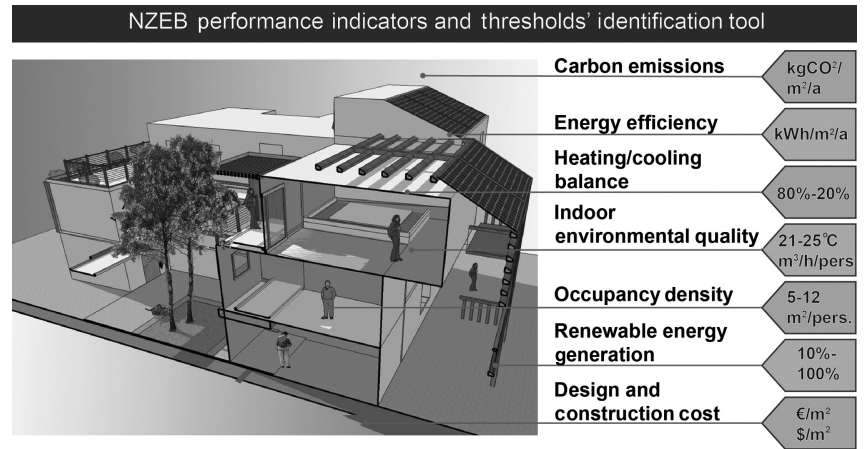 NZEB performance indicators and thresholds' identification tool
Carbon emissions
kgCO²/
m²/a
Energy efficiency
kWh/m²/a
Heating/cooling
balance
80%-20%
Indoor
environmental quality
21-25℃
m³/h/pers
Occupancy density
5-12
m²/pers.
Renewable energy
generation
10%-
100%
Design and
construction cost
€/m²
$/m²